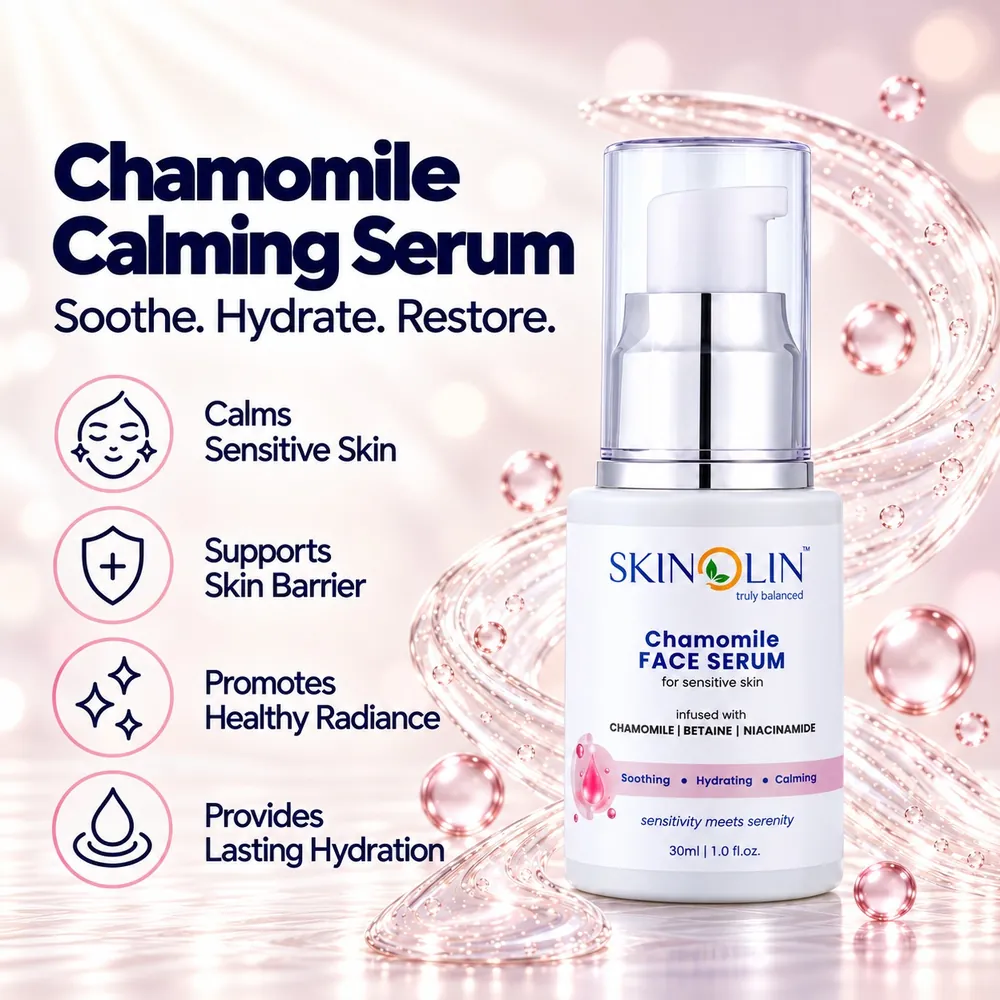 Chamomile
Calming Serum
Soothe. Hydrate. Restore.
Calms
Sensitive Skin
Supports
Skin Barrier
Promotes
Healthy Radiance
Provides
Lasting Hydration
SKINOLIN™
truly balanced
Chamomile
FACE SERUM
for sensitive skin
infused with
CHAMOMILE | BETAINE | NIACINAMIDE
Soothing • Hydrating • Calming
sensitivity meets serenity
30ml | 1.0 fl.oz.